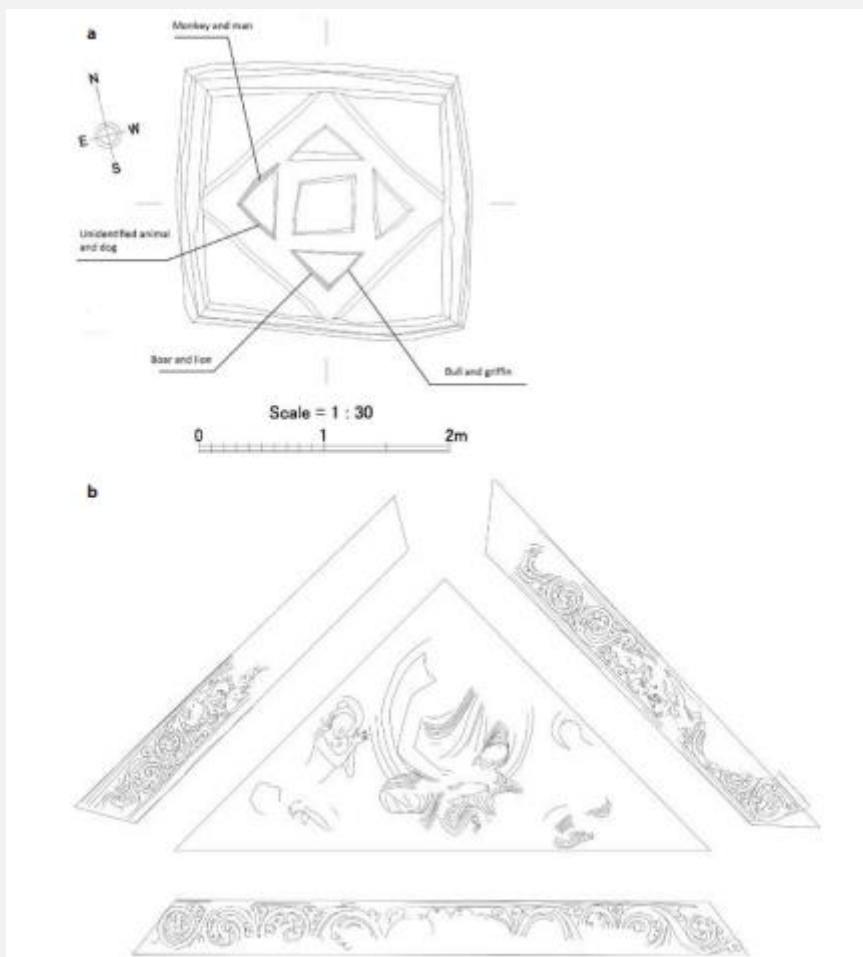 a
Monkey and man
N
E W
S
Unidentified animal
and dog
Boar and lion
Bull and griffin
Scale = 1 : 30
0 1 2m
b